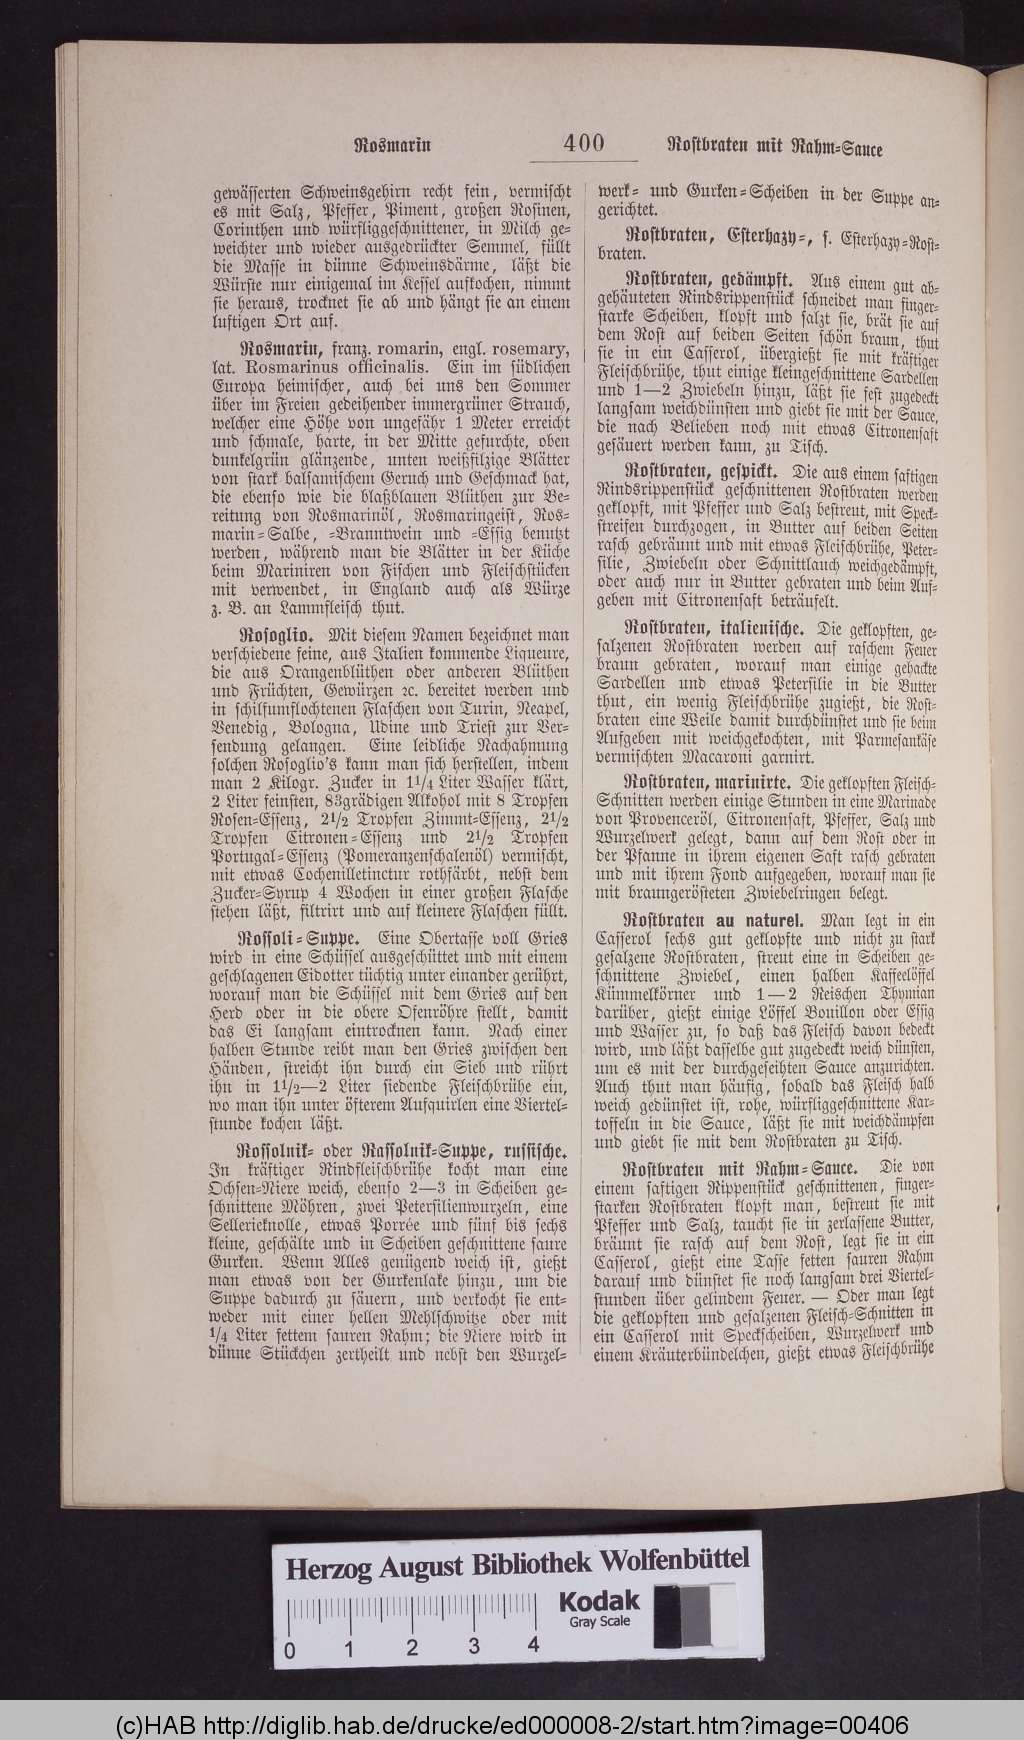 Rosmarin 400 Rostbraten mit Rahm-Sauce
gewässerten Schweinsgehirn recht fein, vermischt
es mit Salz, Pfeffer, Piment, großen Rosinen,
Corinthen und würfliggeschnittener, in Milch ge-
weichter und wieder ausgedrückter Semmel, füllt
die Masse in dünne Schweinsdärme, läßt die
Würste nur einigemal im Kessel aufkochen, nimmt
sie heraus, trocknet sie ab und hängt sie an einem
luftigen Ort auf.
Rosmarin, franz. romarin, engl. rosemary,
lat. Rosmarinus officinalis. Ein im südlichen
Europa heimischer, auch bei uns den Sommer
über im Freien gedeihender immergrüner Strauch,
welcher eine Höhe von ungefähr 1 Meter erreicht
und schmale, harte, in der Mitte gefurchte, oben
dunkelgrün glänzende, unten weißfilzige Blätter
von stark balsamischem Geruch und Geschmack hat,
die ebenso wie die blaßblauen Blüthen zur Be-
reitung von Rosmarinöl, Rosmaringeist, Ros-
marin-Salbe, -Branntwein und -Essig benutzt
werden, während man die Blätter in der Küche
beim Mariniren von Fischen und Fleischstücken
mit verwendet, in England auch als Würze
z. B. an Lammfleisch thut.
Rosoglio. Mit diesem Namen bezeichnet man
verschiedene feine, aus Italien kommende Liqueure,
die aus Orangenblüthen oder anderen Blüthen
und Früchten, Gewürzen ꝛc. bereitet werden und
in schilfumflochtenen Flaschen von Turin, Neapel,
Venedig, Bologna, Udine und Triest zur Ver-
sendung gelangen. Eine leidliche Nachahmung
solchen Rosoglio's kann man sich herstellen, indem
man 2 Kilogr. Zucker in 1¹/₄ Liter Wasser klärt,
2 Liter feinsten, 83grädigen Alkohol mit 8 Tropfen
Rosen-Essenz, 2¹/₂ Tropfen Zimmt-Essenz, 2¹/₂
Tropfen Citronen-Essenz und 2¹/₂ Tropfen
Portugal-Essenz (Pomeranzenschalenöl) vermischt,
mit etwas Cochenilletinctur rothfärbt, nebst dem
Zucker-Syrup 4 Wochen in einer großen Flasche
stehen läßt, filtrirt und auf kleinere Flaschen füllt.
Rossoli-Suppe. Eine Obertasse voll Gries
wird in eine Schüssel ausgeschüttet und mit einem
geschlagenen Eidotter tüchtig unter einander gerührt,
worauf man die Schüssel mit dem Gries auf den
Herd oder in die obere Ofenröhre stellt, damit
das Ei langsam eintrocknen kann. Nach einer
halben Stunde reibt man den Gries zwischen den
Händen, streicht ihn durch ein Sieb und rührt
ihn in 1¹/₂—2 Liter siedende Fleischbrühe ein,
wo man ihn unter öfterem Aufquirlen eine Viertel-
stunde kochen läßt.
Rossolnik- oder Rassolnik-Suppe, russische.
In kräftiger Rindfleischbrühe kocht man eine
Ochsen-Niere weich, ebenso 2—3 in Scheiben ge-
schnittene Möhren, zwei Petersilienwurzeln, eine
Sellerieknolle, etwas Porrée und fünf bis sechs
kleine, geschälte und in Scheiben geschnittene saure
Gurken. Wenn Alles genügend weich ist, gießt
man etwas von der Gurkenlake hinzu, um die
Suppe dadurch zu säuern, und verkocht sie ent-
weder mit einer hellen Mehlschwitze oder mit
¹/₄ Liter fettem sauren Rahm; die Niere wird in
dünne Stückchen zertheilt und nebst den Wurzel-
werk- und Gurken-Scheiben in der Suppe an-
gerichtet.
Rostbraten, Esterhazy-, s. Esterhazy-Rost-
braten.
Rostbraten, gedämpft. Aus einem gut ab-
gehäuteten Rindsrippenstück schneidet man finger-
starke Scheiben, klopft und salzt sie, brät sie auf
dem Rost auf beiden Seiten schön braun, thut
sie in ein Casserol, übergießt sie mit kräftiger
Fleischbrühe, thut einige kleingeschnittene Sardellen
und 1—2 Zwiebeln hinzu, läßt sie fest zugedeckt
langsam weichdünsten und giebt sie mit der Sauce,
die nach Belieben noch mit etwas Citronensaft
gesäuert werden kann, zu Tisch.
Rostbraten, gespickt. Die aus einem saftigen
Rindsrippenstück geschnittenen Rostbraten werden
geklopft, mit Pfeffer und Salz bestreut, mit Speck-
streifen durchzogen, in Butter auf beiden Seiten
rasch gebräunt und mit etwas Fleischbrühe, Peter-
silie, Zwiebeln oder Schnittlauch weichgedämpft,
oder auch nur in Butter gebraten und beim Auf-
geben mit Citronensaft beträufelt.
Rostbraten, italienische. Die geklopften, ge-
salzenen Rostbraten werden auf raschem Feuer
braun gebraten, worauf man einige gehackte
Sardellen und etwas Petersilie in die Butter
thut, ein wenig Fleischbrühe zugießt, die Rost-
braten eine Weile damit durchdünstet und sie beim
Aufgeben mit weichgekochten, mit Parmesankäse
vermischten Macaroni garnirt.
Rostbraten, marinirte. Die geklopften Fleisch-
Schnitten werden einige Stunden in eine Marinade
von Provenceröl, Citronensaft, Pfeffer, Salz und
Wurzelwerk gelegt, dann auf dem Rost oder in
der Pfanne in ihrem eigenen Saft rasch gebraten
und mit ihrem Fond aufgegeben, worauf man sie
mit braungerösteten Zwiebelringen belegt.
Rostbraten au naturel. Man legt in ein
Casserol sechs gut geklopfte und nicht zu stark
gesalzene Rostbraten, streut eine in Scheiben ge-
schnittene Zwiebel, einen halben Kaffeelöffel
Kümmelkörner und 1—2 Reischen Thymian
darüber, gießt einige Löffel Bouillon oder Essig
und Wasser zu, so daß das Fleisch davon bedeckt
wird, und läßt dasselbe gut zugedeckt weich dünsten,
um es mit der durchgeseihten Sauce anzurichten.
Auch thut man häufig, sobald das Fleisch halb
weich gedünstet ist, rohe, würfliggeschnittene Kar-
toffeln in die Sauce, läßt sie mit weichdämpfen
und giebt sie mit dem Rostbraten zu Tisch.
Rostbraten mit Rahm-Sauce. Die von
einem saftigen Rippenstück geschnittenen, finger-
starken Rostbraten klopft man, bestreut sie mit
Pfeffer und Salz, taucht sie in zerlassene Butter,
bräunt sie rasch auf dem Rost, legt sie in ein
Casserol, gießt eine Tasse fetten sauren Rahm
darauf und dünstet sie noch langsam drei Viertel-
stunden über gelindem Feuer. — Oder man legt
die geklopften und gesalzenen Fleisch-Schnitten in
ein Casserol mit Speckscheiben, Wurzelwerk und
einem Kräuterbündelchen, gießt etwas Fleischbrühe
Herzog August Bibliothek Wolfenbüttel
Kodak
Gray Scale
0 1 2 3 4
(c)HAB http://diglib.hab.de/drucke/ed000008-2/start.htm?image=00406